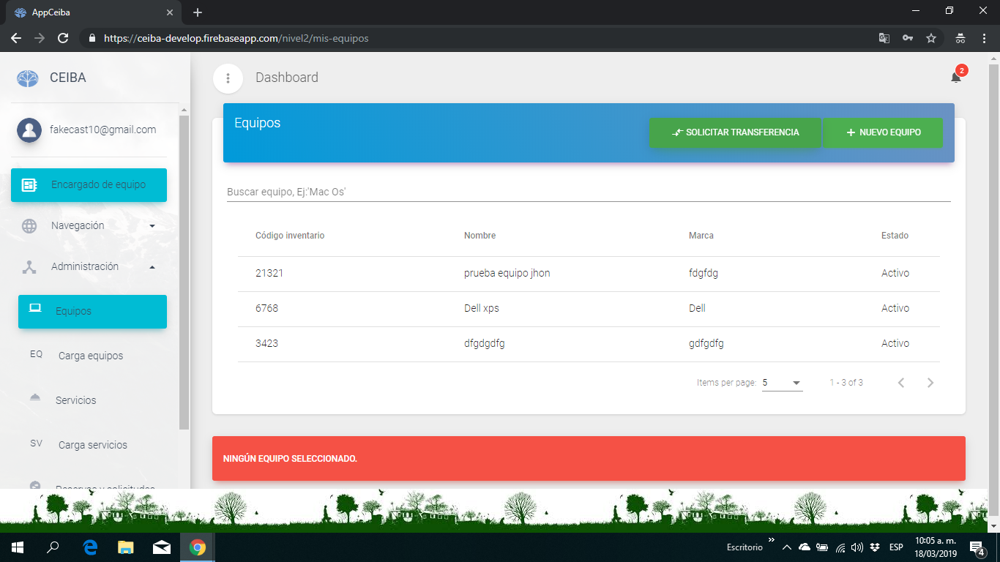 AppCeiba
https://ceiba-develop.firebaseapp.com/nivel2/mis-equipos
CEIBA
Dashboard
2
fakecast10@gmail.com
Equipos
SOLICITAR TRANSFERENCIA
NUEVO EQUIPO
Encargado de equipo
Navegación
Administración
Equipos
EQ Carga equipos
Servicios
SV Carga servicios
Reservas y solicitudes
Buscar equipo, Ej:'Mac Os'
Código inventario Nombre Marca Estado
21321 prueba equipo jhon fdgfdg Activo
6768 Dell xps Dell Activo
3423 dfgdgdfg gdfgdfg Activo
Items per page: 5 1 - 3 of 3
NINGÚN EQUIPO SELECCIONADO.
Escritorio
ESP
10:05 a. m.
18/03/2019
4